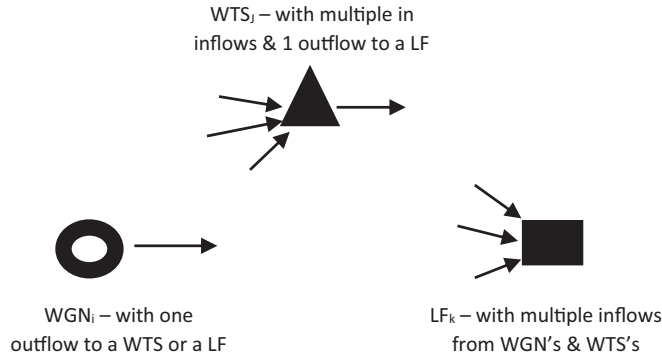 WTSⱼ – with multiple in
inflows & 1 outflow to a LF
WGNᵢ – with one
outflow to a WTS or a LF
LFₖ – with multiple inflows
from WGN's & WTS's